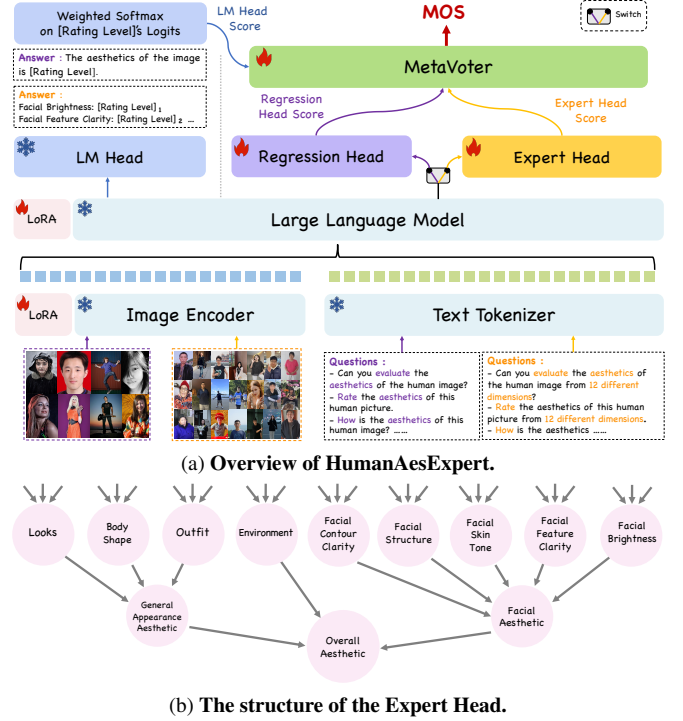 Weighted Softmax
on [Rating Level]'s Logits
LM Head
Score
MOS
Switch
Answer : The aesthetics of the image
is [Rating Level].
MetaVoter
Answer :
Facial Brightness: [Rating Level] 1
Facial Feature Clarity: [Rating Level] 2 ...
Regression
Head Score
Expert Head
Score
LM Head
Regression Head
Expert Head
LoRA
Large Language Model
LoRA
Image Encoder
Text Tokenizer
Questions :
- Can you evaluate the
aesthetics of the human image?
- Rate the aesthetics of this
human picture.
- How is the aesthetics of this
human image? ......
Questions :
- Can you evaluate the aesthetics of
the human image from 12 different
dimensions?
- Rate the aesthetics of this human
picture from 12 different dimensions.
- How is the aesthetics ......
(a) Overview of HumanAesExpert.
Looks
Body
Shape
Outfit
Environment
Facial
Contour
Clarity
Facial
Structure
Facial
Skin
Tone
Facial
Feature
Clarity
Facial
Brightness
General
Appearance
Aesthetic
Overall
Aesthetic
Facial
Aesthetic
(b) The structure of the Expert Head.